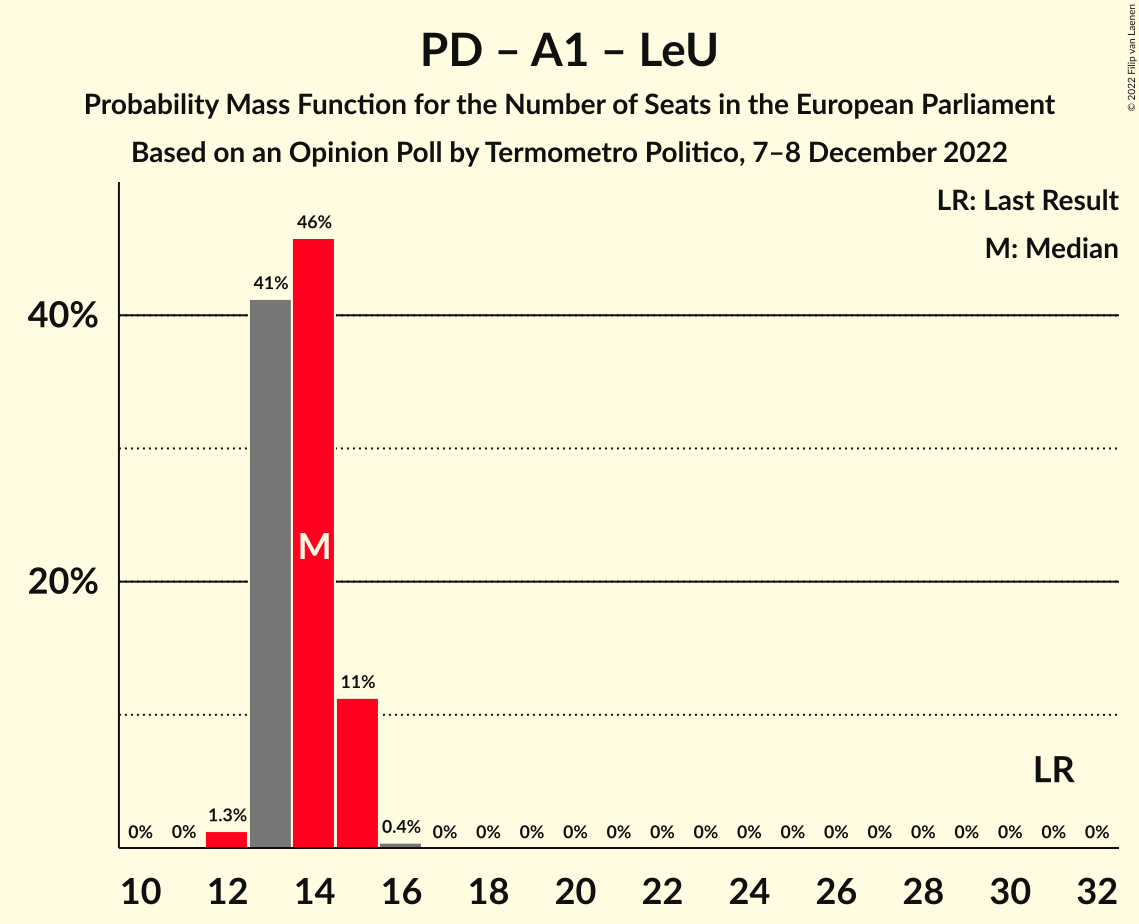 PD – A1 – LeU
Probability Mass Function for the Number of Seats in the European Parliament
Based on an Opinion Poll by Termometro Politico, 7–8 December 2022
© 2022 Filip van Laenen
LR: Last Result
M: Median
40%
20%
0% 0% 1.3% 41% 46% 11% 0.4% 0% 0% 0% 0% 0% 0% 0% 0% 0% 0% 0% 0% 0% 0% 0% 0%
M
LR
10 12 14 16 18 20 22 24 26 28 30 32